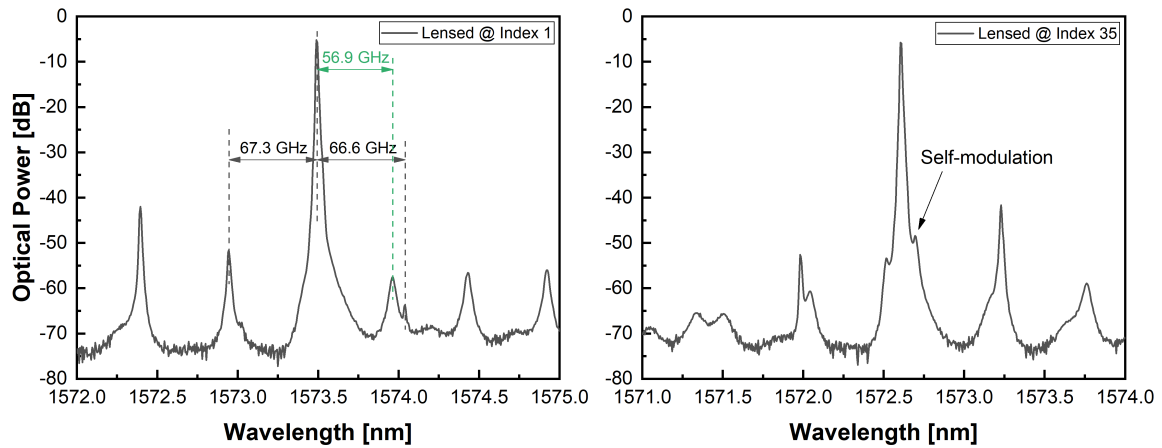 Optical Power [dB]
0
-10
-20
-30
-40
-50
-60
-70
-80
Lensed @ Index 1
56.9 GHz
67.3 GHz
66.6 GHz
1572.0 1572.5 1573.0 1573.5 1574.0 1574.5 1575.0
Wavelength [nm]
0
-10
-20
-30
-40
-50
-60
-70
-80
Lensed @ Index 35
Self-modulation
1571.0 1571.5 1572.0 1572.5 1573.0 1573.5 1574.0
Wavelength [nm]